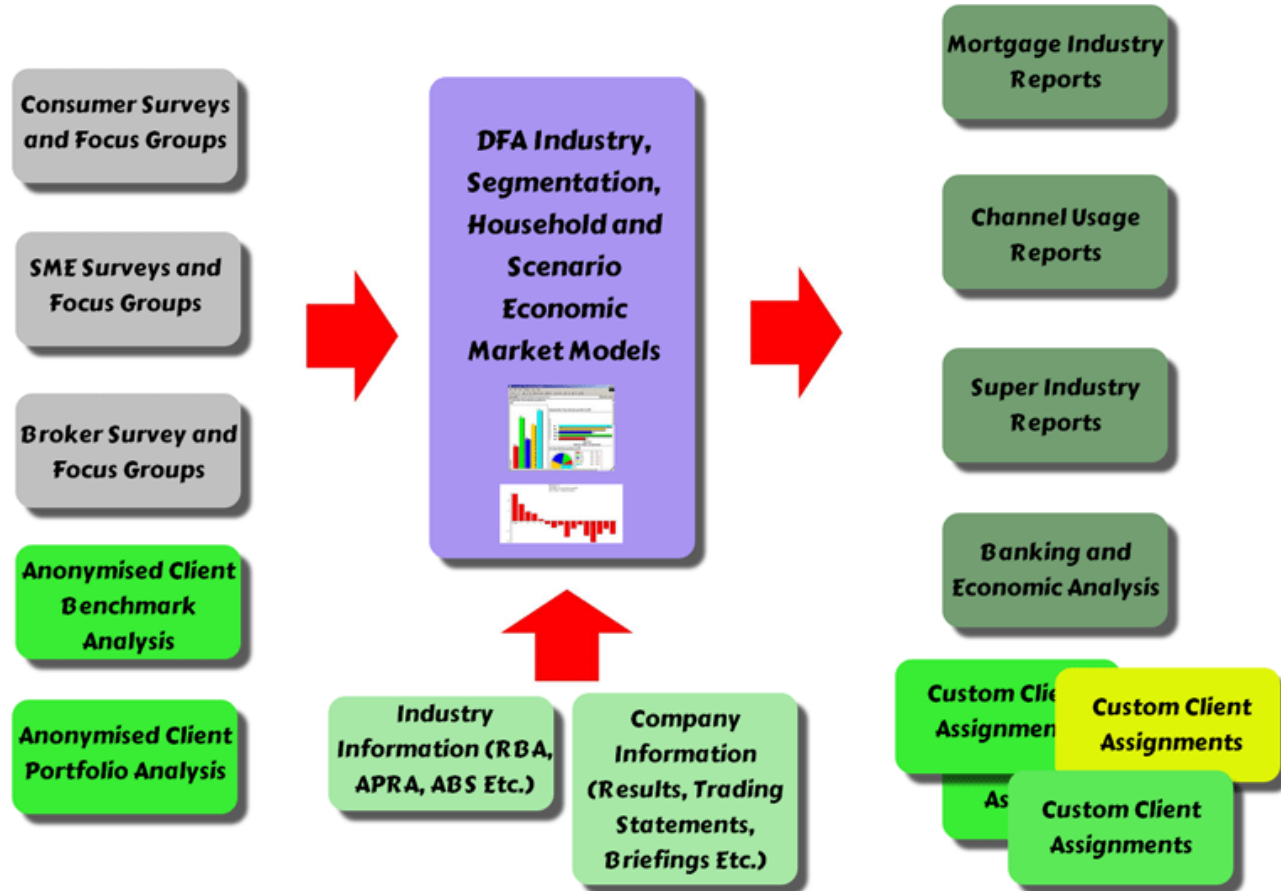 Consumer Surveys
and Focus Groups
SME Surveys and
Focus Groups
Broker Survey and
Focus Groups
Anonymised Client
Benchmark
Analysis
Anonymised Client
Portfolio Analysis
DFA Industry,
Segmentation,
Household and
Scenario
Economic
Market Models
Industry
Information (RBA,
APRA, ABS Etc.)
Company
Information
(Results, Trading
Statements,
Briefings Etc.)
Mortgage Industry
Reports
Channel Usage
Reports
Super Industry
Reports
Banking and
Economic Analysis
Custom
Custom Client
Assignments
Custom Client
Assignments